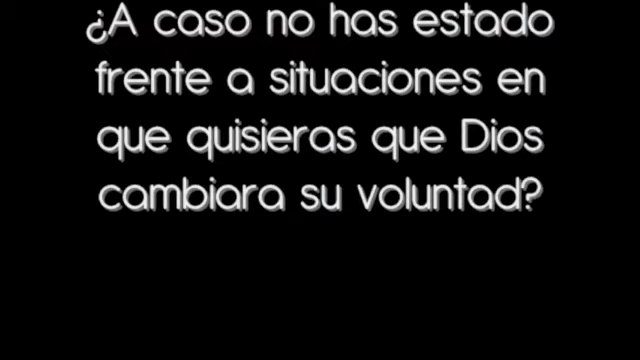 ¿A caso no has estado
frente a situaciones en
que quisieras que Dios
cambiara su voluntad?